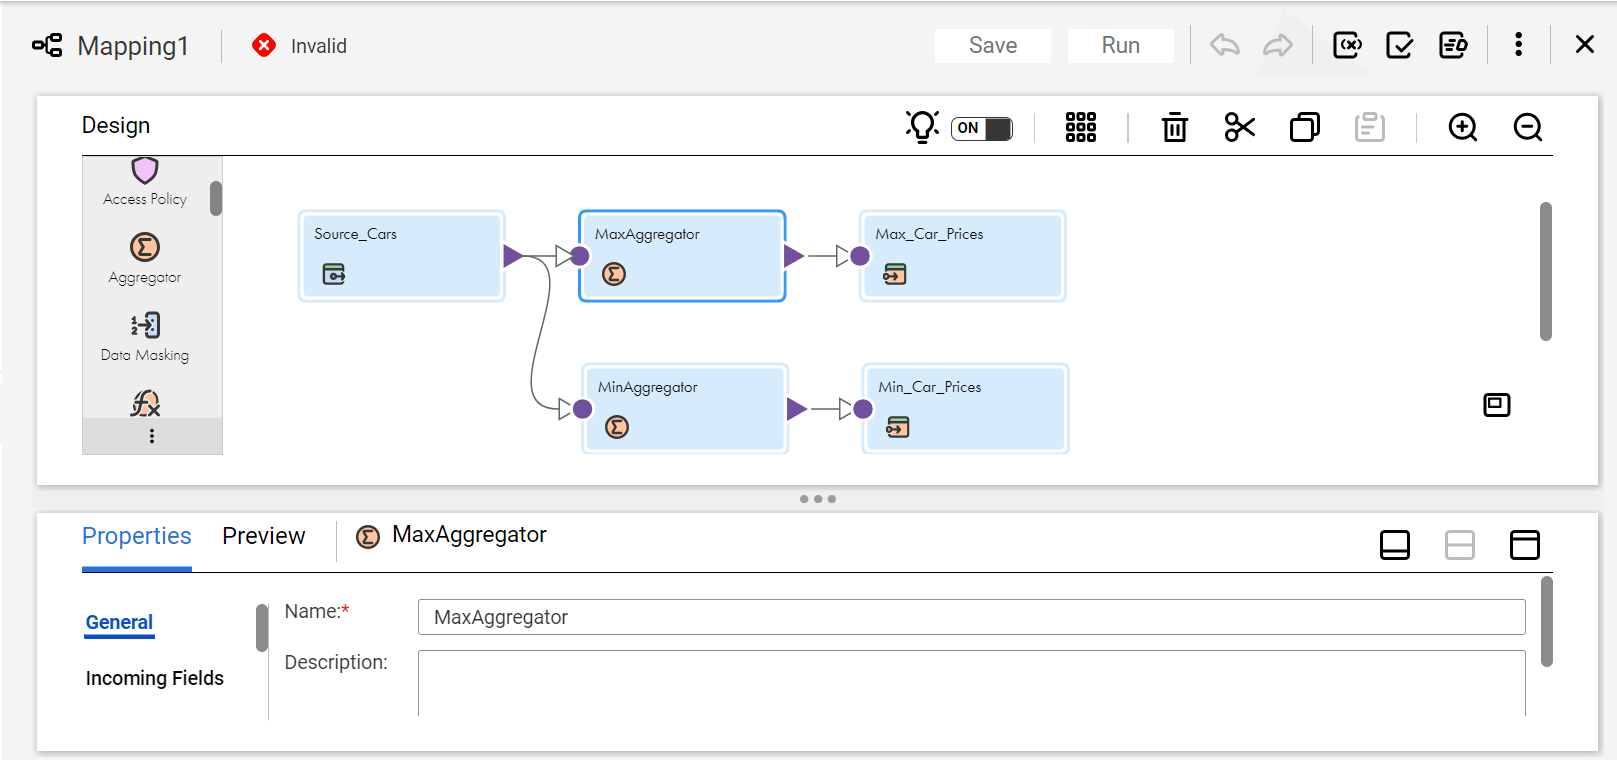 Mapping1
Invalid
Save
Run
Design
ON
Access Policy
Aggregator
Data Masking
Source_Cars
MaxAggregator
Max_Car_Prices
MinAggregator
Min_Car_Prices
Properties
Preview
MaxAggregator
General
Incoming Fields
Name:*
MaxAggregator
Description: